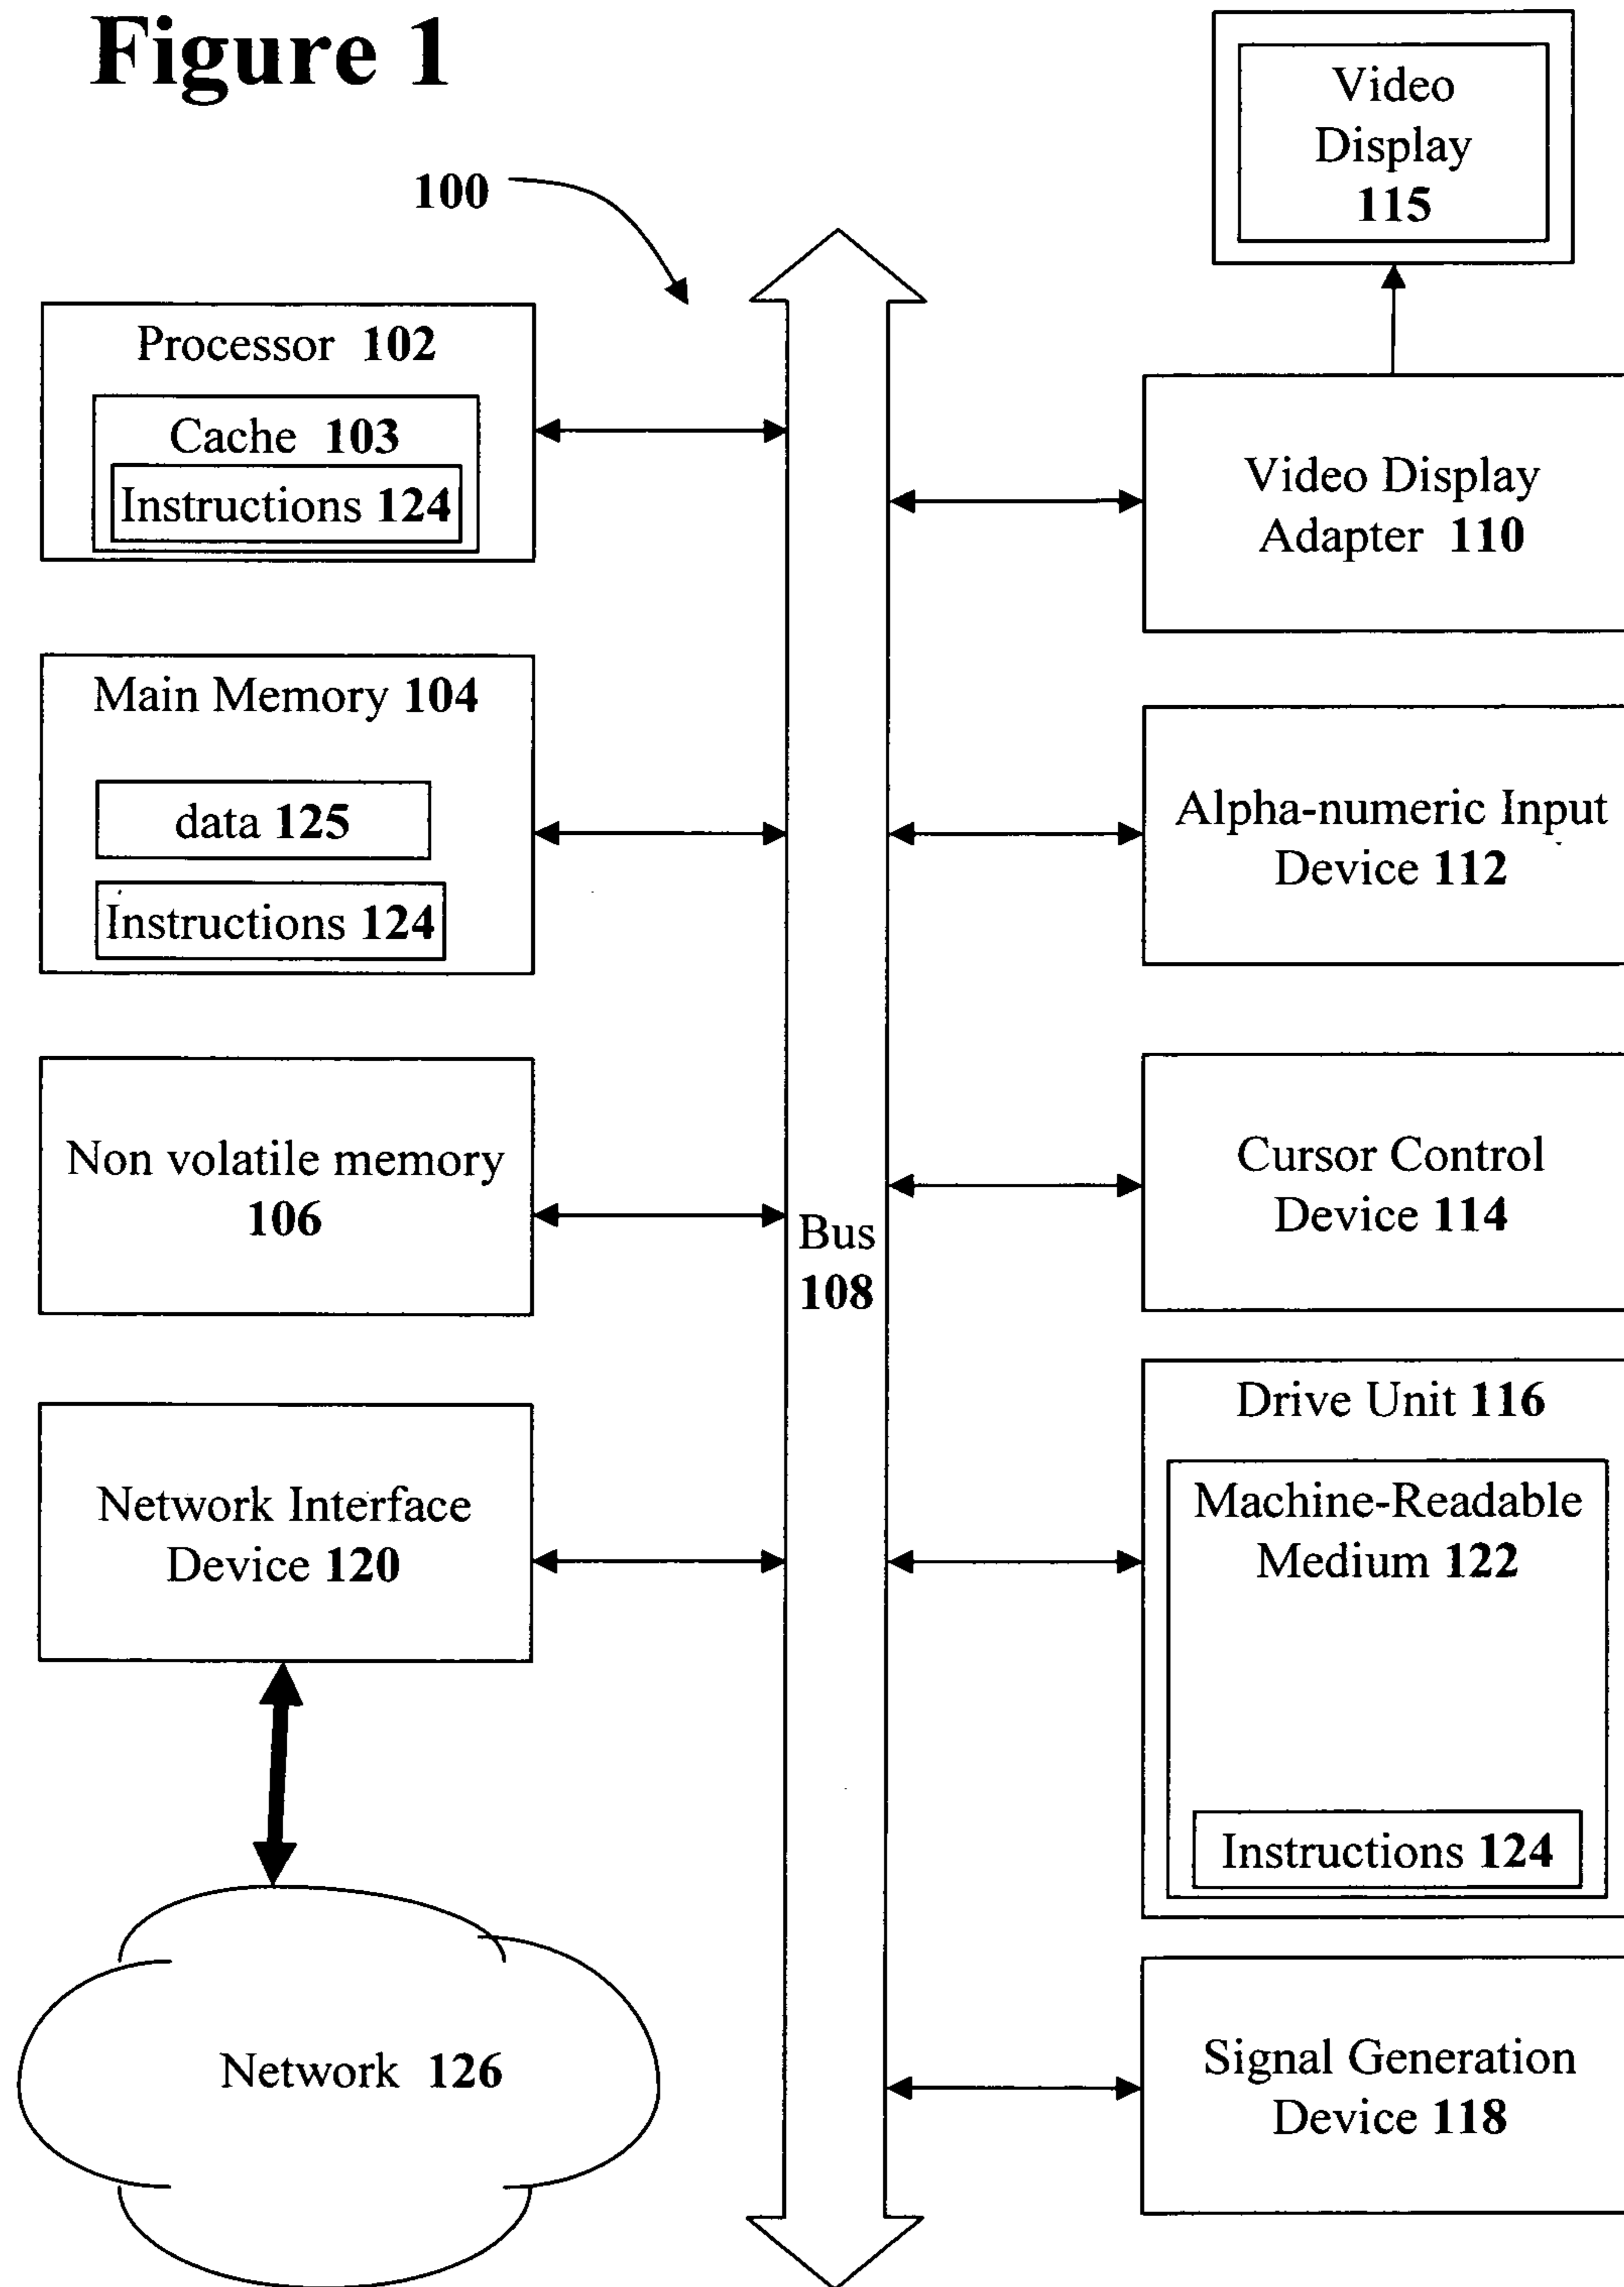 Figure 1
100
Video
Display
115
Processor 102
Cache 103
Instructions 124
Video Display
Adapter 110
Main Memory 104
data 125
Instructions 124
Alpha-numeric Input
Device 112
Non volatile memory
106
Bus
108
Cursor Control
Device 114
Network Interface
Device 120
Drive Unit 116
Machine-Readable
Medium 122
Instructions 124
Network 126
Signal Generation
Device 118